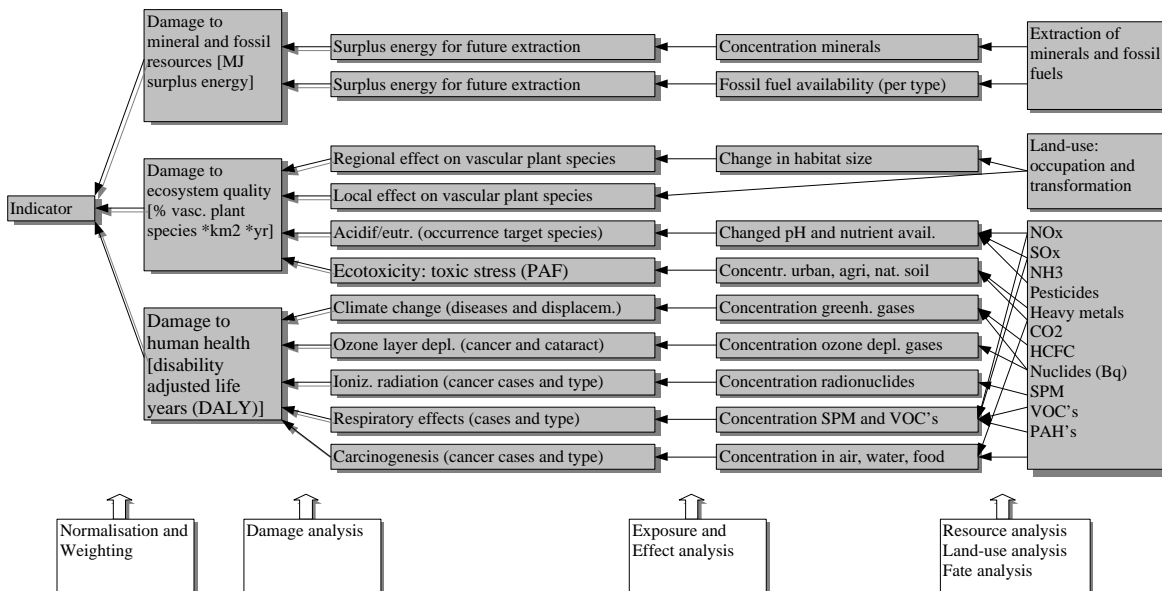 Damage to
mineral and fossil
resources [MJ
surplus energy]
Surplus energy for future extraction
Concentration minerals
Extraction of
minerals and fossil
fuels
Surplus energy for future extraction
Fossil fuel availability (per type)
Indicator
Damage to
ecosystem quality
[% vasc. plant
species *km2 *yr]
Regional effect on vascular plant species
Change in habitat size
Land-use:
occupation and
transformation
Local effect on vascular plant species
Acidif/eutr. (occurrence target species)
Changed pH and nutrient avail.
Ecotoxicity: toxic stress (PAF)
Concentr. urban, agri, nat. soil
Damage to
human health
[disability
adjusted life
years (DALY)]
Climate change (diseases and displacem.)
Concentration greenh. gases
Ozone layer depl. (cancer and cataract)
Concentration ozone depl. gases
Ioniz. radiation (cancer cases and type)
Concentration radionuclides
Respiratory effects (cases and type)
Concentration SPM and VOC's
Carcinogenesis (cancer cases and type)
Concentration in air, water, food
NOx
SOx
NH3
Pesticides
Heavy metals
CO2
HCFC
Nuclides (Bq)
SPM
VOC's
PAH's
Normalisation and
Weighting
Damage analysis
Exposure and
Effect analysis
Resource analysis
Land-use analysis
Fate analysis